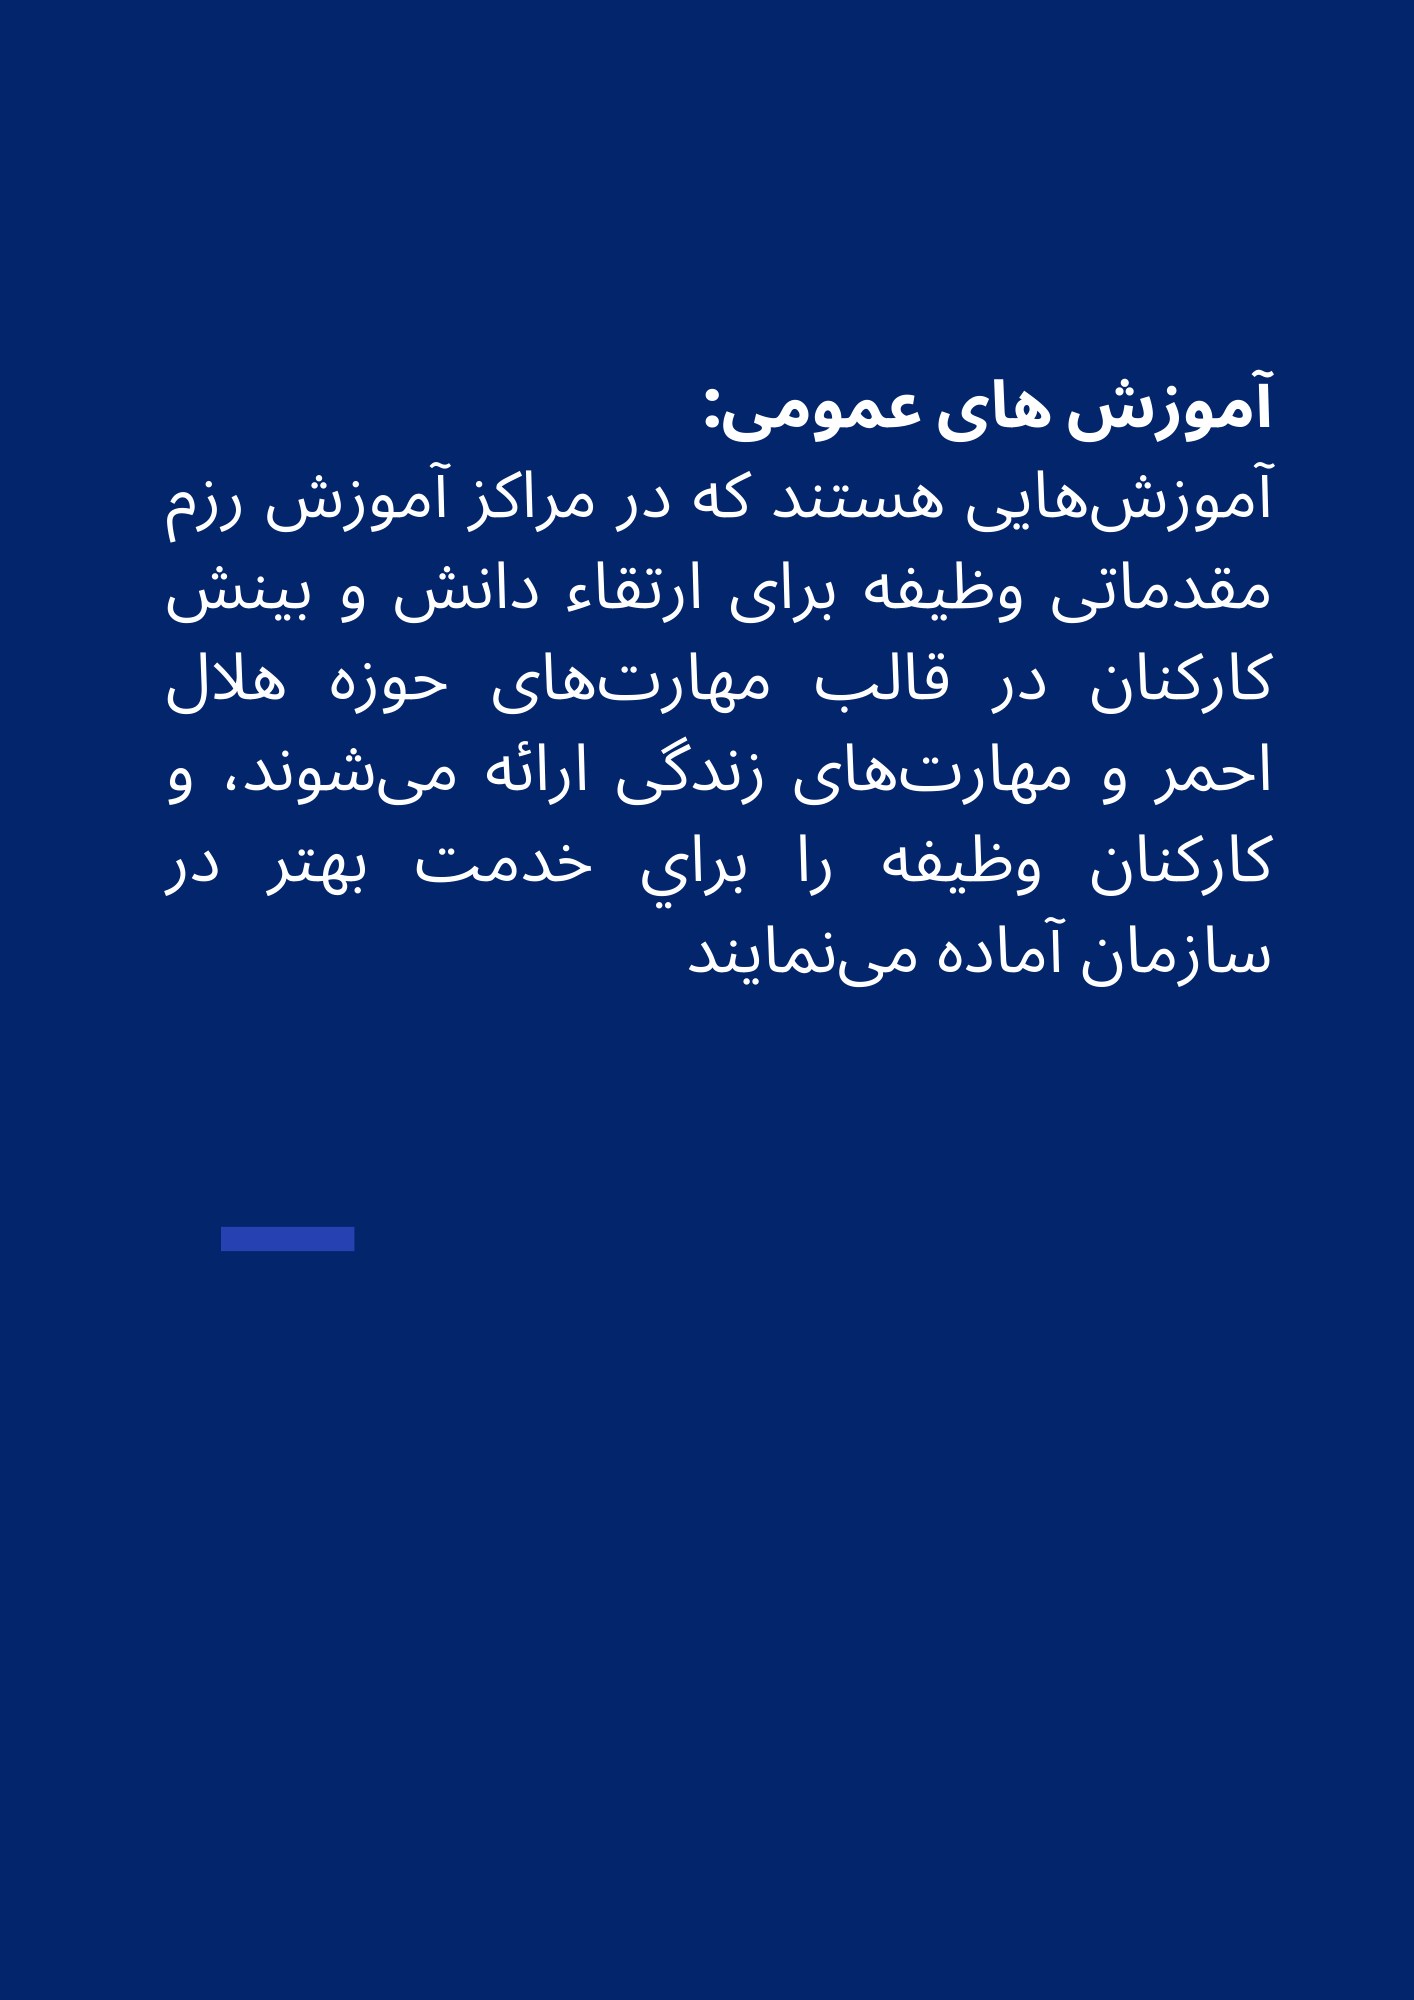 آموزش های عمومی:
آموزش‌هایی هستند که در مراکز آموزش رزم
مقدماتی وظیفه برای ارتقاء دانش و بینش
کارکنان در قالب مهارت‌های حوزه هلال
احمر و مهارت‌های زندگی ارائه می‌شوند، و
کارکنان وظیفه را براي خدمت بهتر در
سازمان آماده می‌نمایند